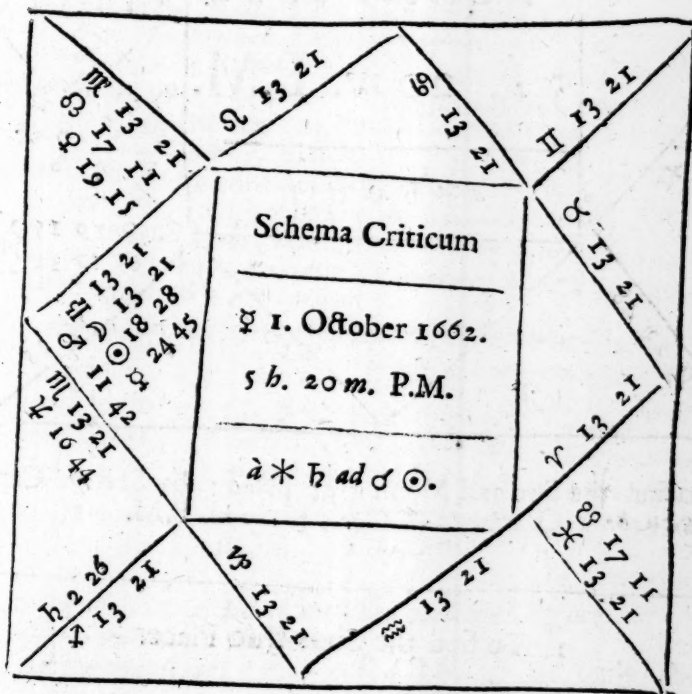 ♍ 13 21
☊ 17 11
♀ 19 15
♌ 13 21
♋ 13 21
♊ 13 21
♉ 13 21
♎ 13 21
☽ 13 21
☉ 18 28
☿ 24 45
♂ 11 42
♏ 13 21
♃ 16 44
Schema Criticum
☿ 1. October 1662.
5 h. 20 m. P.M.
à ⚹ ♄ ad ☌ ☉.
♈ 13 21
☋ 17 11
♓ 13 21
♄ 2 26
♐ 13 21
♑ 13 21
♒ 13 21